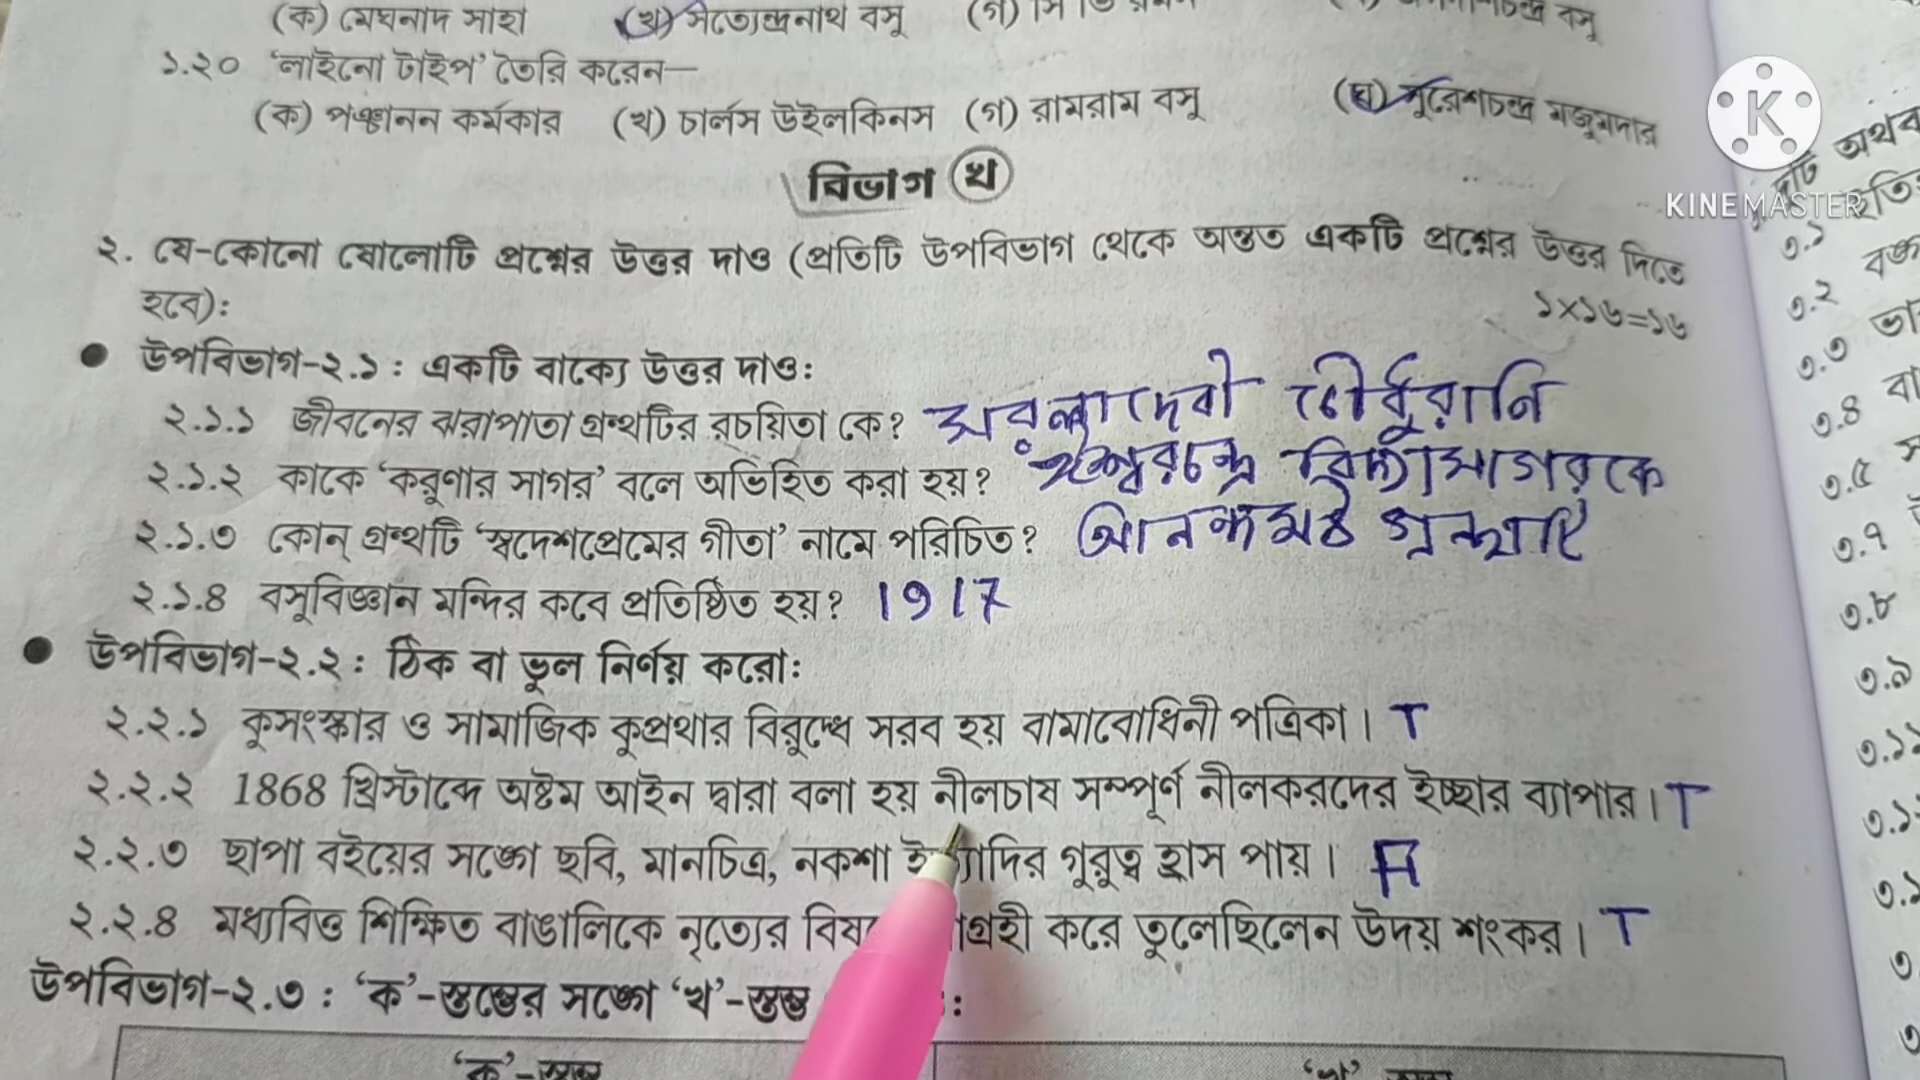 (ক) মেঘনাদ সাহা (খ) সত্যেন্দ্রনাথ বসু (গ) সি ভি রমন
১.২০ 'লাইনো টাইপ' তৈরি করেন—
(ক) পঞ্চানন কর্মকার (খ) চার্লস উইলকিনস (গ) রামরাম বসু (ঘ) সুরেশচন্দ্র মজুমদার
বিভাগ খ
২. যে-কোনো ষোলোটি প্রশ্নের উত্তর দাও (প্রতিটি উপবিভাগ থেকে অন্তত একটি প্রশ্নের উত্তর দিতে
হবে): ১×১৬=১৬
● উপবিভাগ-২.১ : একটি বাক্যে উত্তর দাও:
২.১.১ জীবনের ঝরাপাতা গ্রন্থটির রচয়িতা কে? সরলাদেবী চৌধুরানি
২.১.২ কাকে 'করুণার সাগর' বলে অভিহিত করা হয়? ঈশ্বরচন্দ্র বিদ্যাসাগরকে
২.১.৩ কোন্ গ্রন্থটি 'স্বদেশপ্রেমের গীতা' নামে পরিচিত? আনন্দমঠ গ্রন্থটি
২.১.৪ বসুবিজ্ঞান মন্দির কবে প্রতিষ্ঠিত হয়? 1917
● উপবিভাগ-২.২ : ঠিক বা ভুল নির্ণয় করো:
২.২.১ কুসংস্কার ও সামাজিক কুপ্রথার বিরুদ্ধে সরব হয় বামাবোধিনী পত্রিকা। T
২.২.২ 1868 খ্রিস্টাব্দে অষ্টম আইন দ্বারা বলা হয় নীলচাষ সম্পূর্ণ নীলকরদের ইচ্ছার ব্যাপার। T
২.২.৩ ছাপা বইয়ের সঙ্গে ছবি, মানচিত্র, নকশা গুরুত্ব হ্রাস পায়।
২.২.৪ মধ্যবিত্ত শিক্ষিত বাঙালিকে নৃত্যের করে তুলেছিলেন উদয় শংকর। T
উপবিভাগ-২.৩ : 'ক'-স্তম্ভের সঙ্গে 'খ'-স্তম্ভ
'ক'-স্তম্ভ
KINEMASTER
৩.১
৩.২
৩.৩
৩.৪
৩.৫
৩.৭
৩.৮
৩.৯